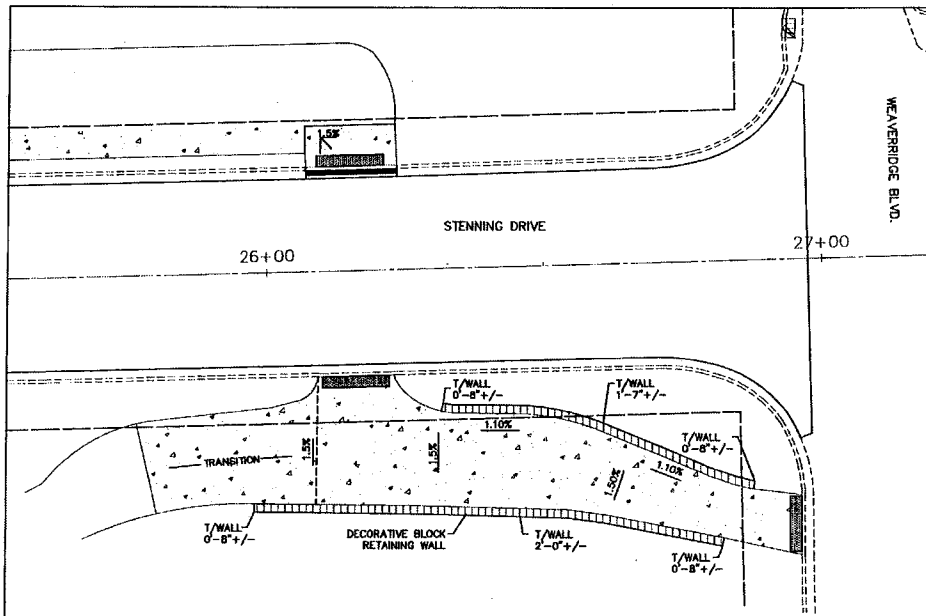 1.5%
WEAVERRIDGE BLVD.
STENNING DRIVE
26+00
27+00
T/WALL
0'-8"+/-
T/WALL
1'-7"+/-
1.10%
T/WALL
0'-8"+/-
1.5%
1.5%
TRANSITION
1.10%
1.50%
T/WALL
0'-8"+/-
DECORATIVE BLOCK
RETAINING WALL
T/WALL
2'-0"+/-
T/WALL
0'-8"+/-